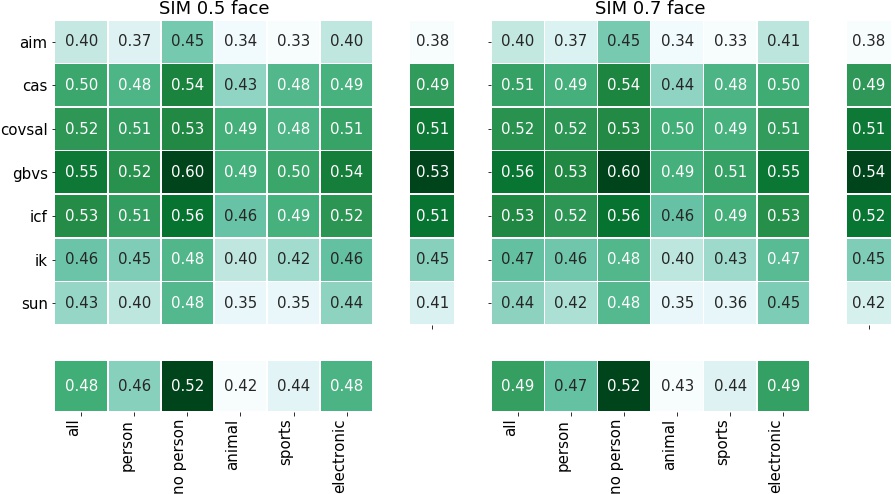 SIM 0.5 face SIM 0.7 face
aim 0.40 0.37 0.45 0.34 0.33 0.40 0.38 0.40 0.37 0.45 0.34 0.33 0.41 0.38
cas 0.50 0.48 0.54 0.43 0.48 0.49 0.49 0.51 0.49 0.54 0.44 0.48 0.50 0.49
covsal 0.52 0.51 0.53 0.49 0.48 0.51 0.51 0.52 0.52 0.53 0.50 0.49 0.51 0.51
gbvs 0.55 0.52 0.60 0.49 0.50 0.54 0.53 0.56 0.53 0.60 0.49 0.51 0.55 0.54
icf 0.53 0.51 0.56 0.46 0.49 0.52 0.51 0.53 0.52 0.56 0.46 0.49 0.53 0.52
ik 0.46 0.45 0.48 0.40 0.42 0.46 0.45 0.47 0.46 0.48 0.40 0.43 0.47 0.45
sun 0.43 0.40 0.48 0.35 0.35 0.44 0.41 0.44 0.42 0.48 0.35 0.36 0.45 0.42
0.48 0.46 0.52 0.42 0.44 0.48 0.49 0.47 0.52 0.43 0.44 0.49
all person no person animal sports electronic all person no person animal sports electronic